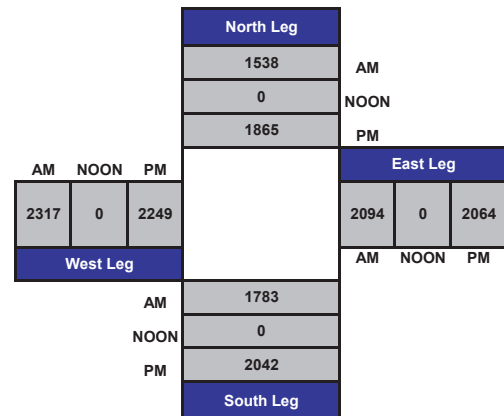 North Leg
1538 AM
0 NOON
1865 PM
AM NOON PM
East Leg
2317 0 2249
2094 0 2064
West Leg
AM NOON PM
AM 1783
NOON 0
PM 2042
South Leg